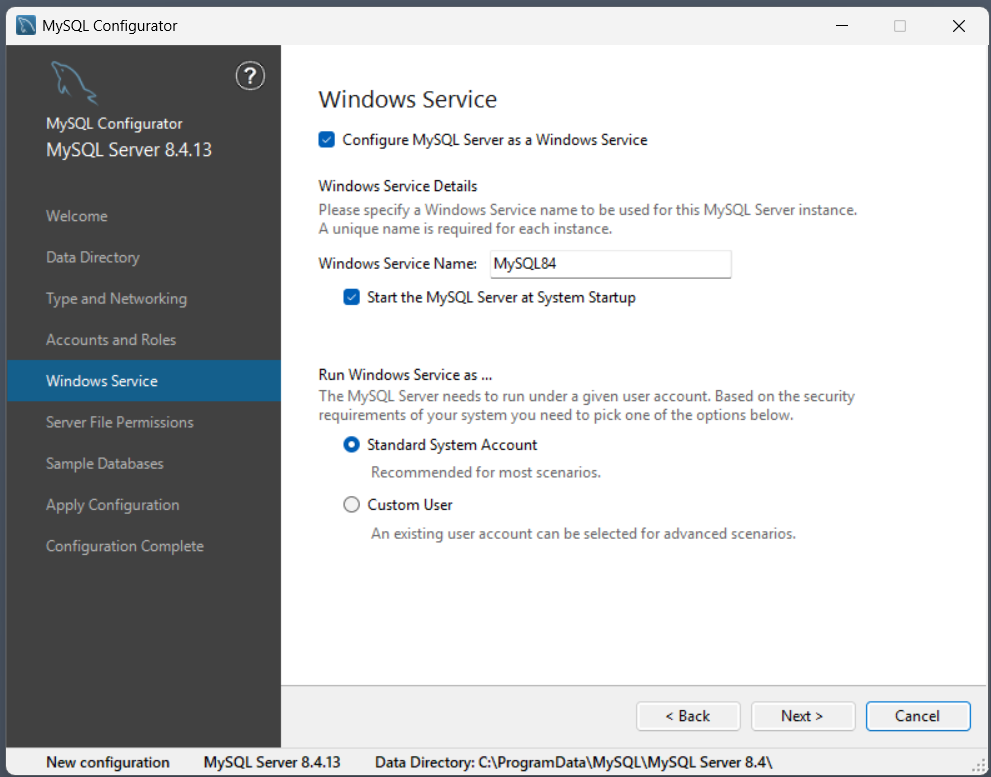 MySQL Configurator
?
MySQL Configurator
MySQL Server 8.4.13
Welcome
Data Directory
Type and Networking
Accounts and Roles
Windows Service
Server File Permissions
Sample Databases
Apply Configuration
Configuration Complete
Windows Service
Configure MySQL Server as a Windows Service
Windows Service Details
Please specify a Windows Service name to be used for this MySQL Server instance.
A unique name is required for each instance.
Windows Service Name: MySQL84
Start the MySQL Server at System Startup
Run Windows Service as ...
The MySQL Server needs to run under a given user account. Based on the security
requirements of your system you need to pick one of the options below.
Standard System Account
Recommended for most scenarios.
Custom User
An existing user account can be selected for advanced scenarios.
< Back Next > Cancel
New configuration MySQL Server 8.4.13 Data Directory: C:\ProgramData\MySQL\MySQL Server 8.4\